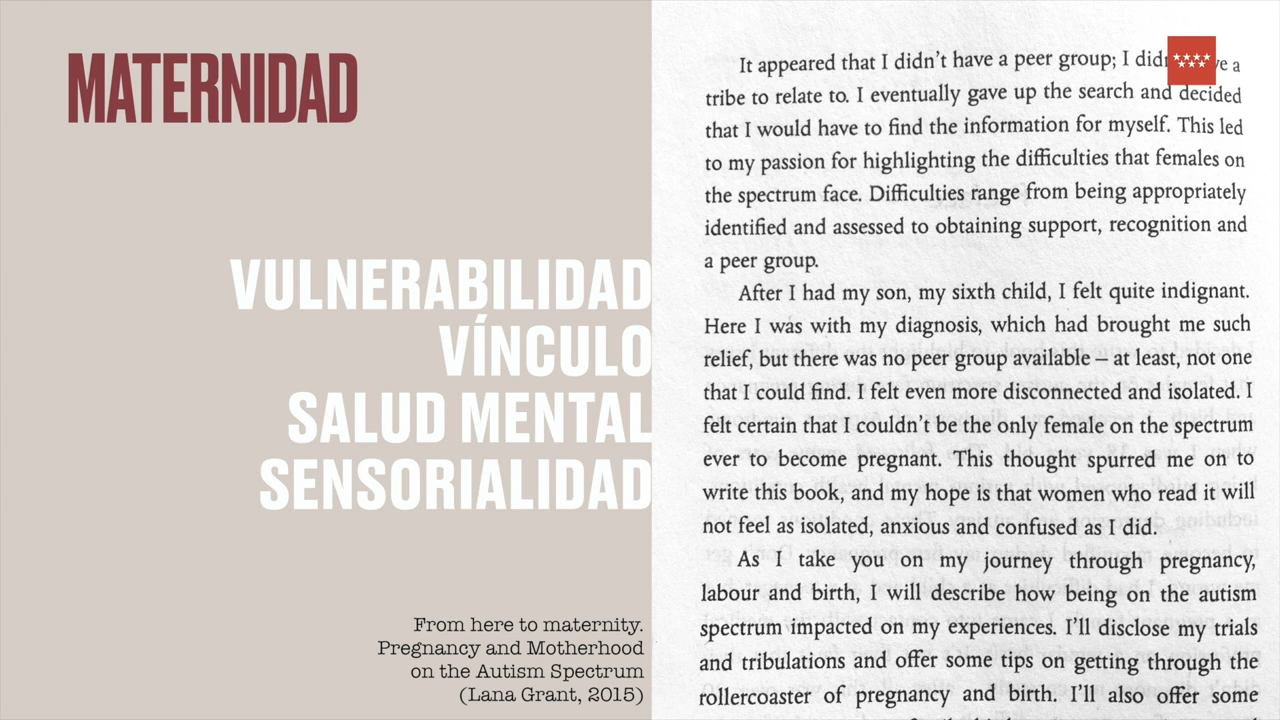 MATERNIDAD
VULNERABILIDAD
VÍNCULO
SALUD MENTAL
SENSORIALIDAD
From here to maternity.
Pregnancy and Motherhood
on the Autism Spectrum
(Lana Grant, 2015)
It appeared that I didn’t have a peer group; I a
tribe to relate to. I eventually gave up the search and decided
that I would have to find the information for myself. This led
to my passion for highlighting the difficulties that females on
the spectrum face. Difficulties range from being appropriately
identified and assessed to obtaining support, recognition and
a peer group.
After I had my son, my sixth child, I felt quite indignant.
Here I was with my diagnosis, which had brought me such
relief, but there was no peer group available – at least, not one
that I could find. I felt even more disconnected and isolated. I
felt certain that I couldn’t be the only female on the spectrum
ever to become pregnant. This thought spurred me on to
write this book, and my hope is that women who read it will
not feel as isolated, anxious and confused as I did.
As I take you on my journey through pregnancy,
labour and birth, I will describe how being on the autism
spectrum impacted on my experiences. I’ll disclose my trials
and tribulations and offer some tips on getting through the
rollercoaster of pregnancy and birth. I’ll also offer some